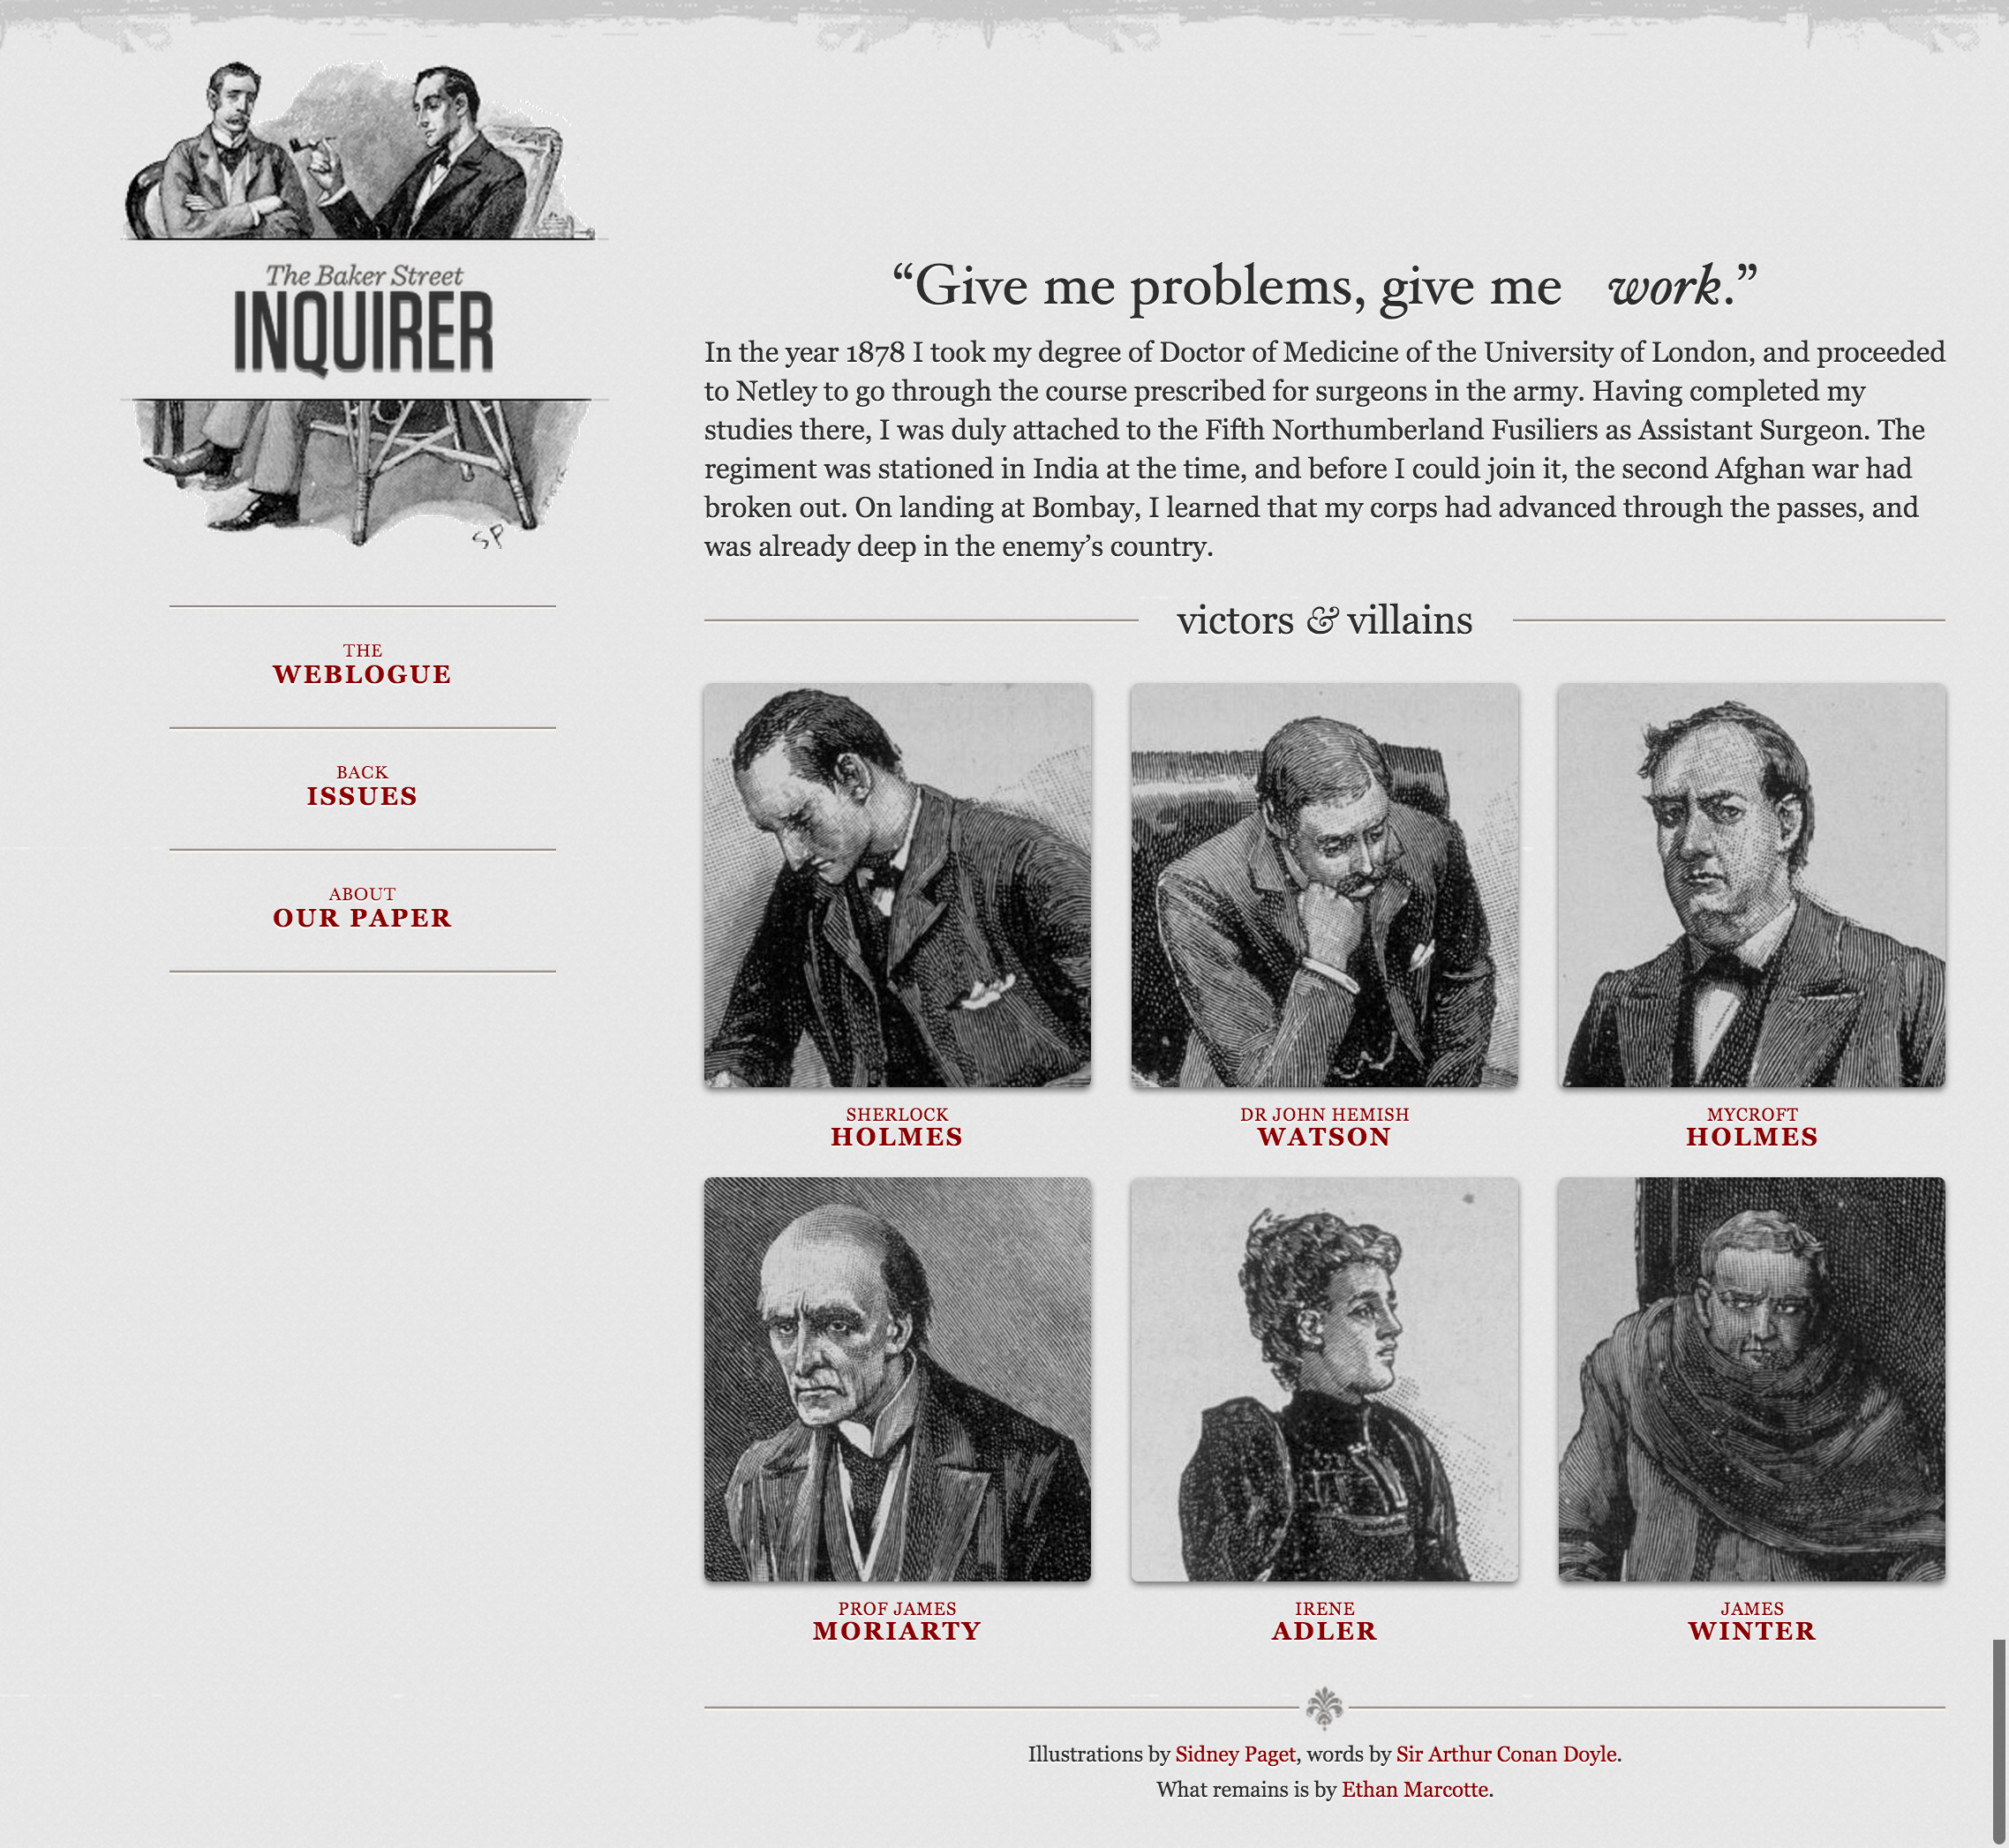 The Baker Street
INQUIRER
SP
THE
WEBLOGUE
BACK
ISSUES
ABOUT
OUR PAPER
“Give me problems, give me work.”
In the year 1878 I took my degree of Doctor of Medicine of the University of London, and proceeded
to Netley to go through the course prescribed for surgeons in the army. Having completed my
studies there, I was duly attached to the Fifth Northumberland Fusiliers as Assistant Surgeon. The
regiment was stationed in India at the time, and before I could join it, the second Afghan war had
broken out. On landing at Bombay, I learned that my corps had advanced through the passes, and
was already deep in the enemy’s country.
victors & villains
SHERLOCK
HOLMES
DR JOHN HEMISH
WATSON
MYCROFT
HOLMES
PROF JAMES
MORIARTY
IRENE
ADLER
JAMES
WINTER
Illustrations by Sidney Paget, words by Sir Arthur Conan Doyle.
What remains is by Ethan Marcotte.